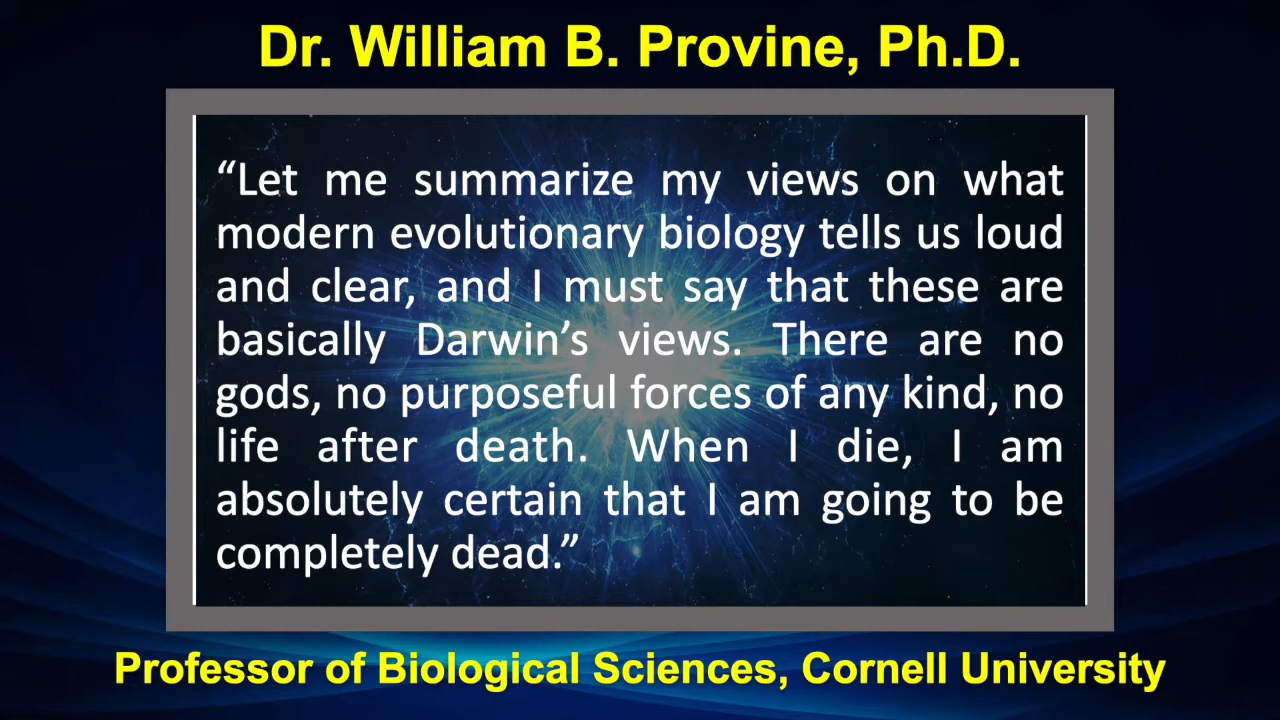 Dr. William B. Provine, Ph.D.
“Let me summarize my views on what
modern evolutionary biology tells us loud
and clear, and I must say that these are
basically Darwin’s views. There are no
gods, no purposeful forces of any kind, no
life after death. When I die, I am
absolutely certain that I am going to be
completely dead.”
Professor of Biological Sciences, Cornell University